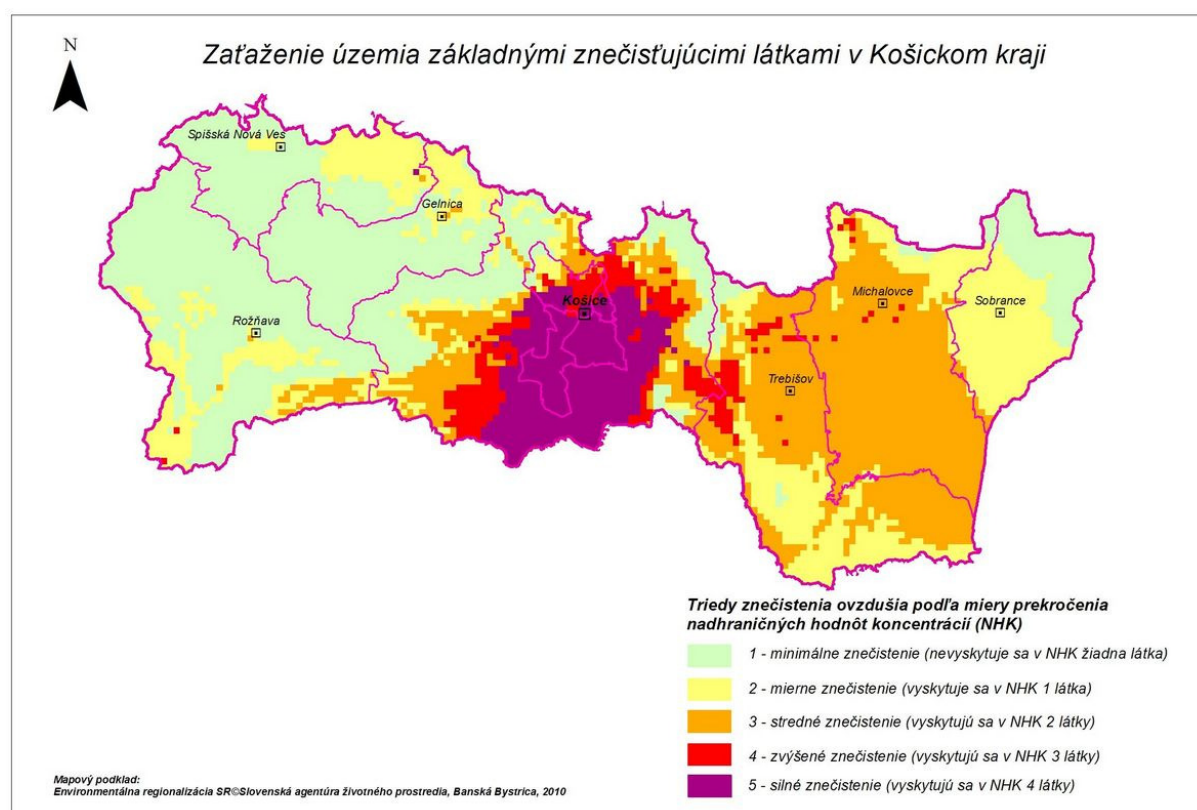 N
Zaťaženie územia základnými znečisťujúcimi látkami v Košickom kraji
Spišská Nová Ves
Gelnica
Košice
Rožňava
Michalovce
Sobrance
Trebišov
Triedy znečistenia ovzdušia podľa miery prekročenia
nadhraničných hodnôt koncentrácií (NHK)
1 - minimálne znečistenie (nevyskytuje sa v NHK žiadna látka)
2 - mierne znečistenie (vyskytuje sa v NHK 1 látka)
3 - stredné znečistenie (vyskytujú sa v NHK 2 látky)
4 - zvýšené znečistenie (vyskytujú sa v NHK 3 látky)
5 - silné znečistenie (vyskytujú sa v NHK 4 látky)
Mapový podklad:
Environmentálna regionalizácia SR©Slovenská agentúra životného prostredia, Banská Bystrica, 2010